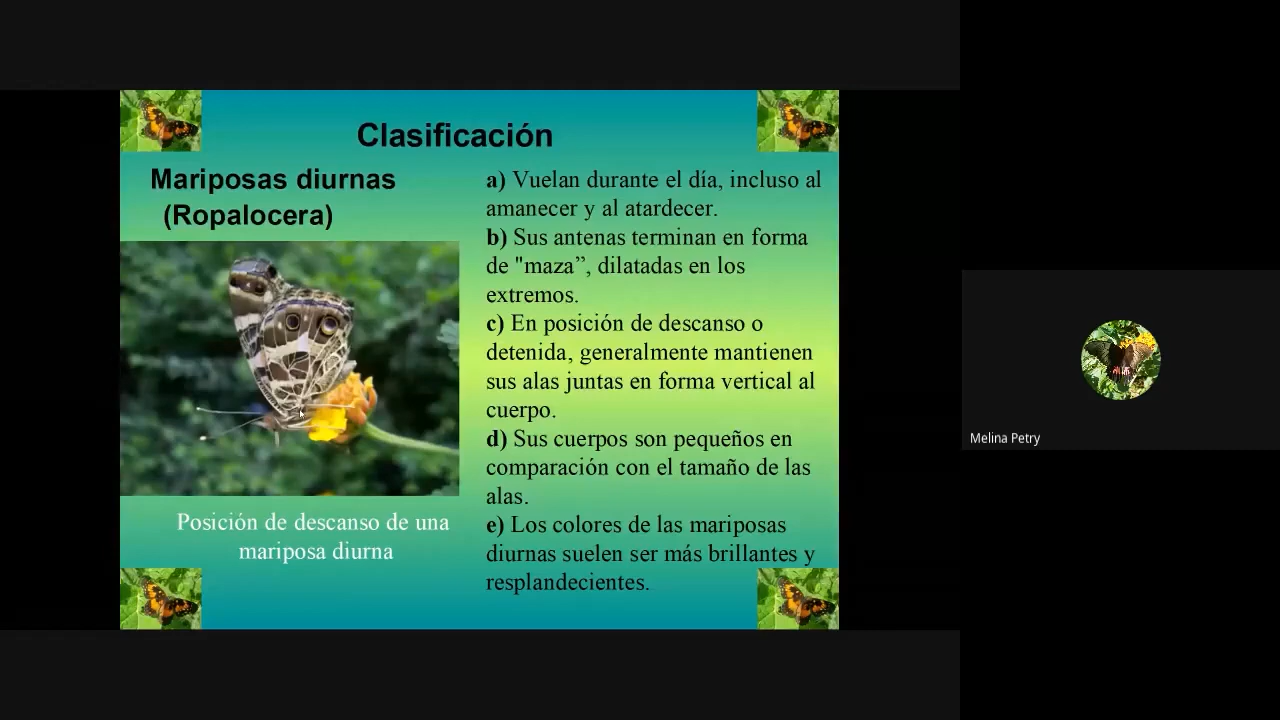 Clasificación
Mariposas diurnas
(Ropalocera)
Posición de descanso de una
mariposa diurna
a) Vuelan durante el día, incluso al
amanecer y al atardecer.
b) Sus antenas terminan en forma
de "maza”, dilatadas en los
extremos.
c) En posición de descanso o
detenida, generalmente mantienen
sus alas juntas en forma vertical al
cuerpo.
d) Sus cuerpos son pequeños en
comparación con el tamaño de las
alas.
e) Los colores de las mariposas
diurnas suelen ser más brillantes y
resplandecientes.
Melina Petry